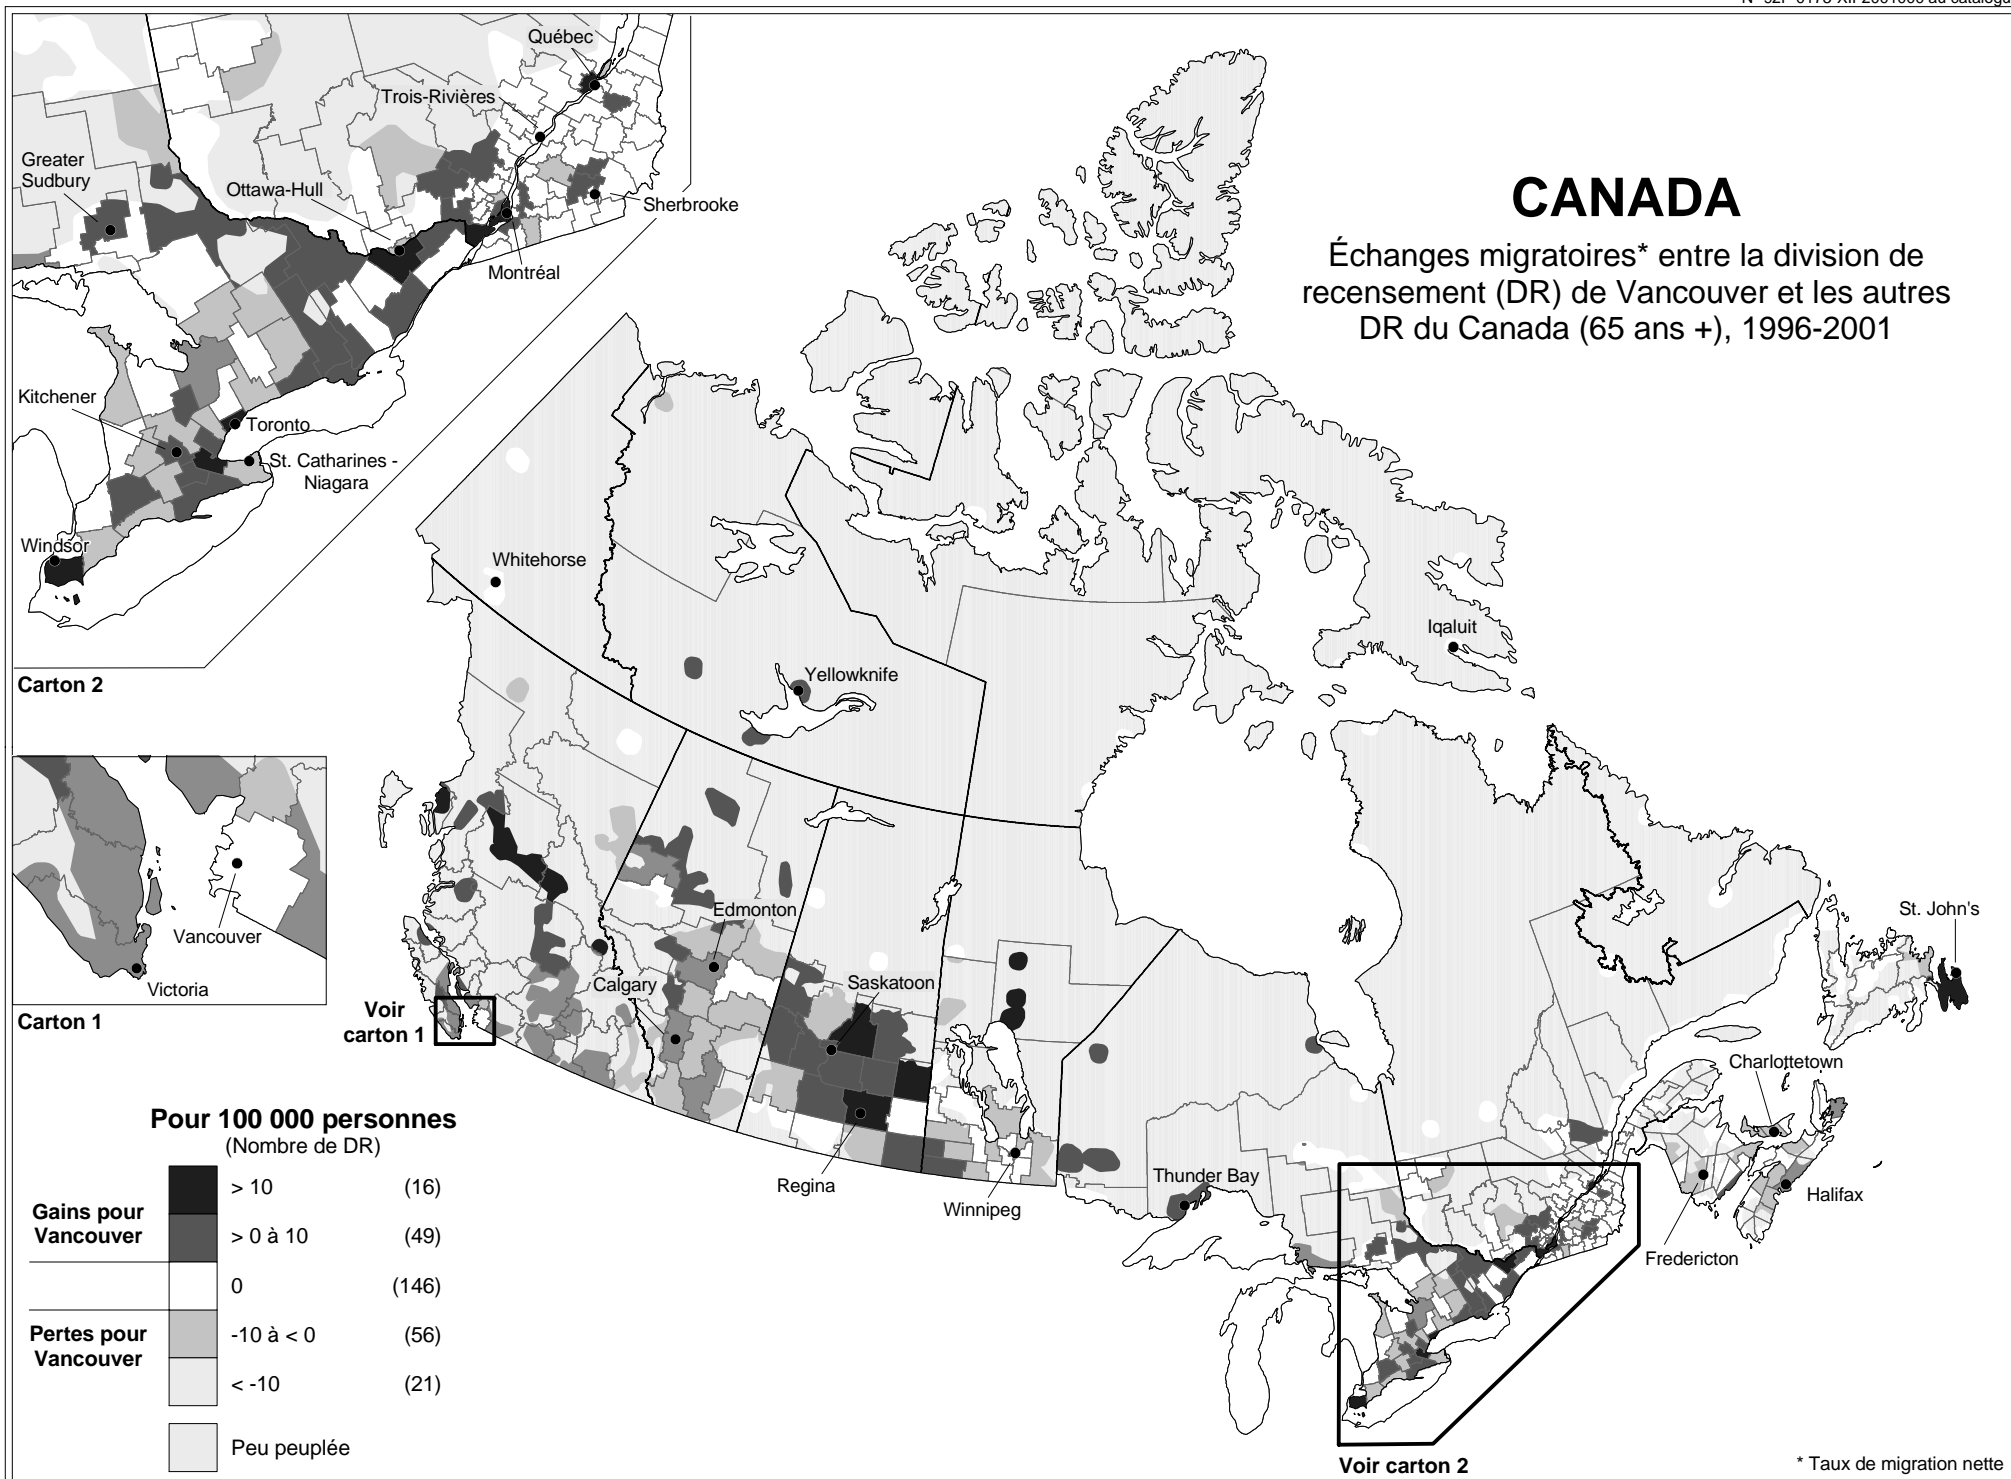 CANADA
Échanges migratoires* entre la division de
recensement (DR) de Vancouver et les autres
DR du Canada (65 ans +), 1996-2001
Québec
Trois-Rivières
Greater
Sudbury
Ottawa-Hull
Sherbrooke
Montréal
Kitchener
Toronto
St. Catharines -
Niagara
Windsor
Carton 2
Vancouver
Victoria
Carton 1
Voir
carton 1
Whitehorse
Yellowknife
Iqaluit
Edmonton
Calgary
Saskatoon
Regina
Winnipeg
Thunder Bay
St. John's
Charlottetown
Halifax
Fredericton
Voir carton 2
Pour 100 000 personnes
(Nombre de DR)
Gains pour
Vancouver
> 10 (16)
> 0 à 10 (49)
0 (146)
Pertes pour
Vancouver
-10 à < 0 (56)
< -10 (21)
Peu peuplée
* Taux de migration nette